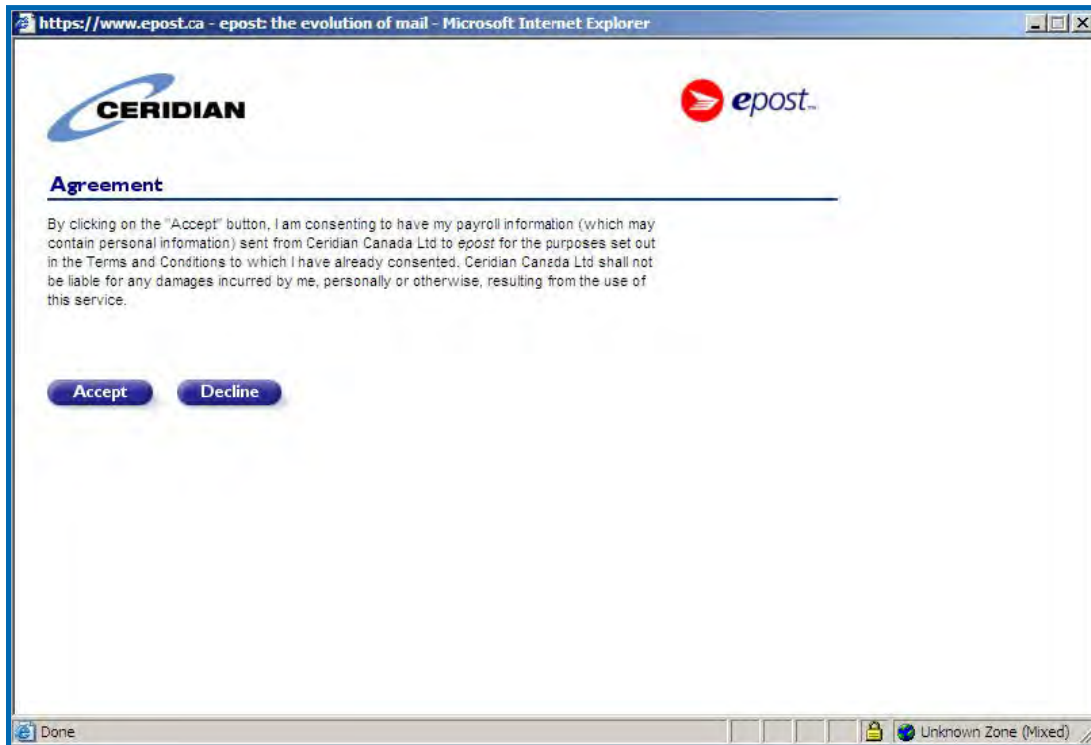 https://www.epost.ca - epost: the evolution of mail - Microsoft Internet Explorer
CERIDIAN
epost™
Agreement
By clicking on the "Accept" button, I am consenting to have my payroll information (which may
contain personal information) sent from Ceridian Canada Ltd to epost for the purposes set out
in the Terms and Conditions to which I have already consented. Ceridian Canada Ltd shall not
be liable for any damages incurred by me, personally or otherwise, resulting from the use of
this service.
Accept Decline
Done Unknown Zone (Mixed)